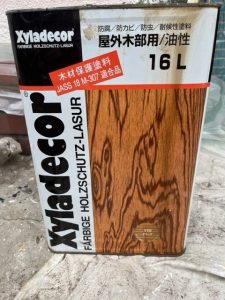 Xyladecor
FARBIGE HOLZSCHUTZ-LASUR
防腐/防カビ/防虫/耐候性塗料
屋外木部用/油性
16L
木材保護塗料
JASS 18 M-307 適合品
Xyladecor
FARBIGE HOLZSCHUTZ-LASUR